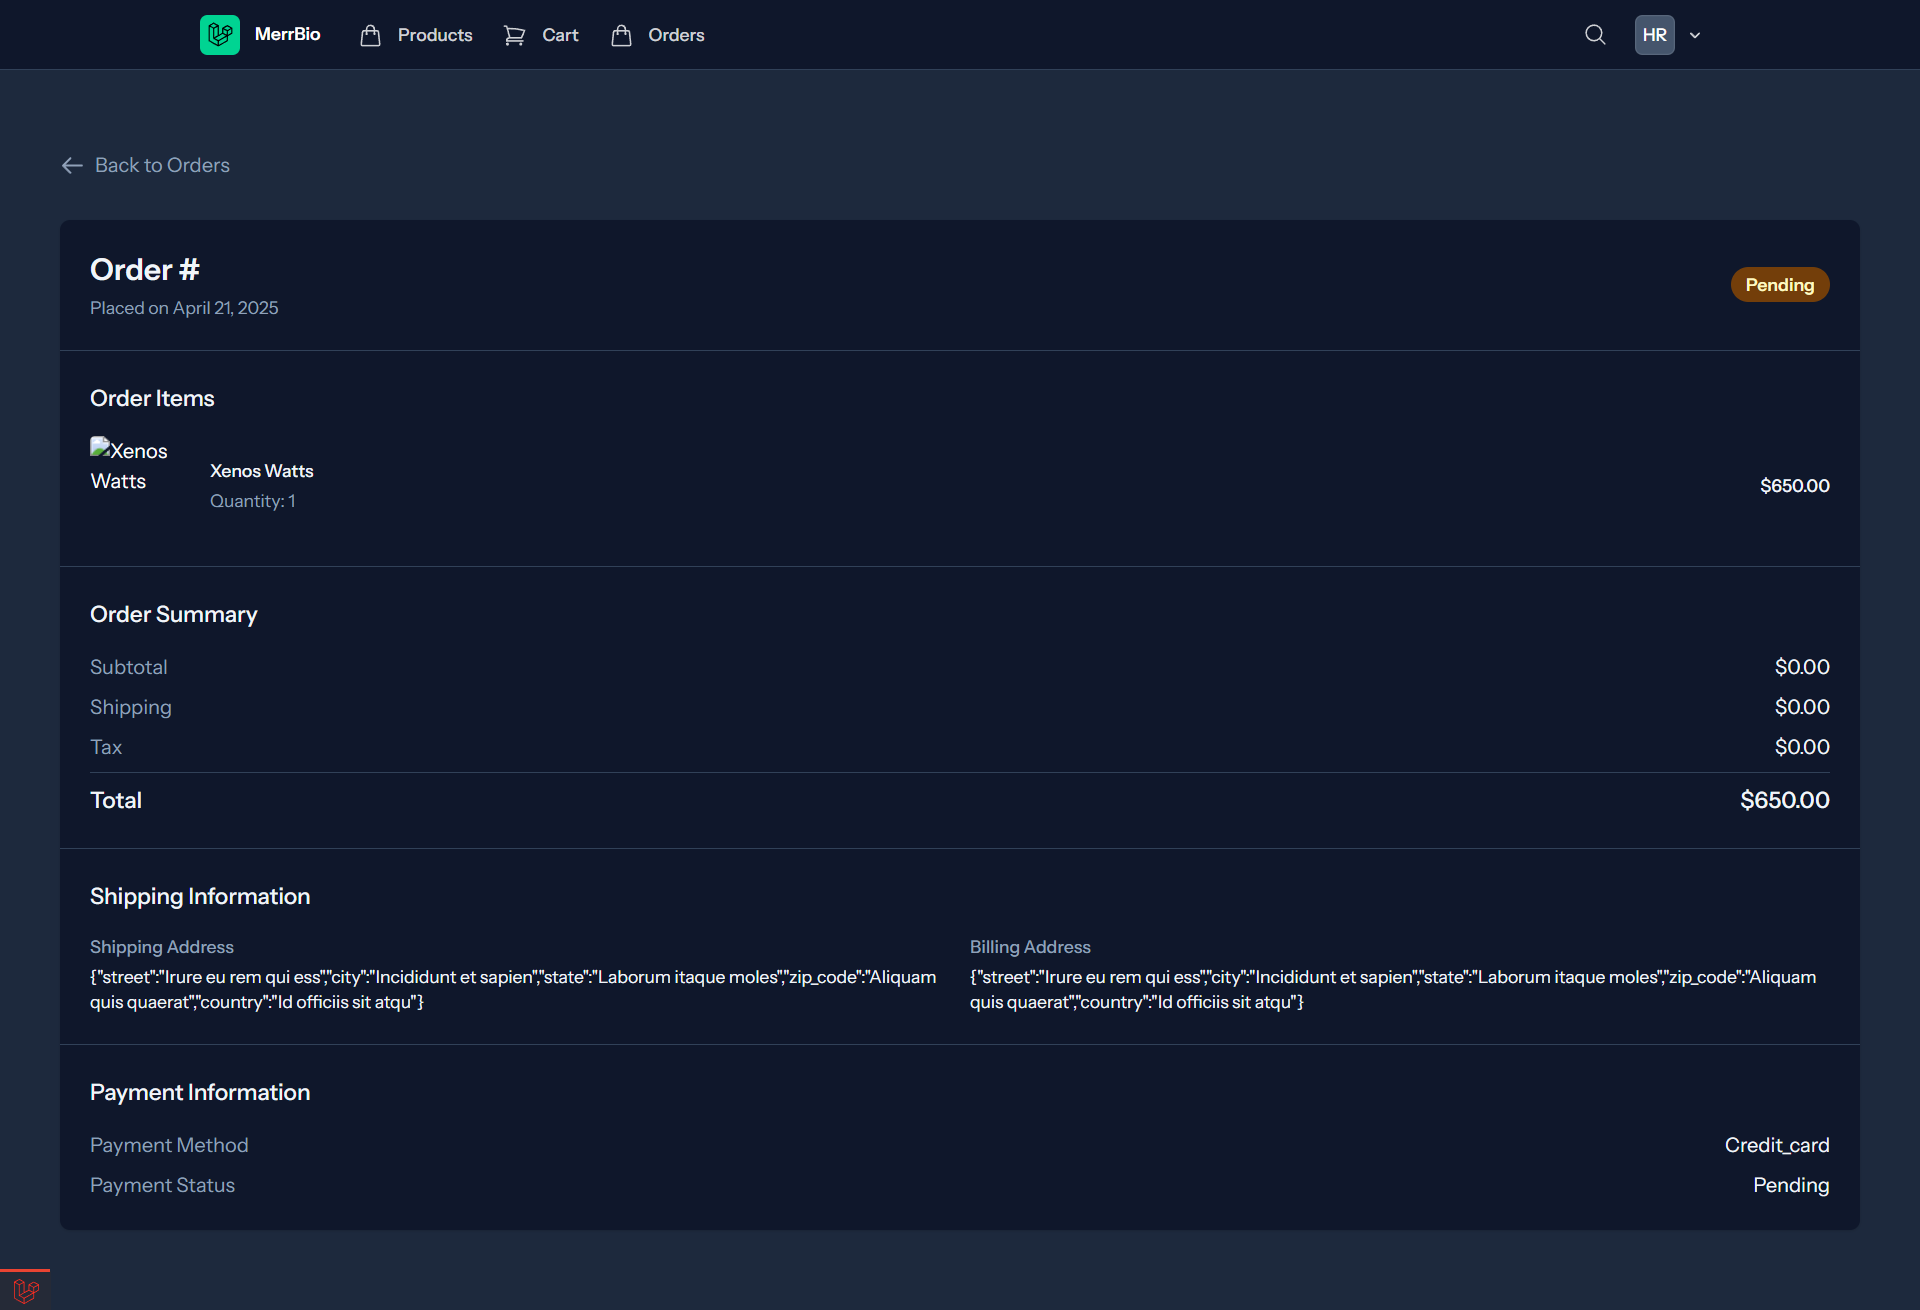 MerrBio
Products
Cart
Orders
HR
Back to Orders
Order #
Pending
Placed on April 21, 2025
Order Items
Xenos
Watts
Xenos Watts
Quantity: 1
$650.00
Order Summary
Subtotal $0.00
Shipping $0.00
Tax $0.00
Total $650.00
Shipping Information
Shipping Address
{"street":"Irure eu rem qui ess","city":"Incididunt et sapien","state":"Laborum itaque moles","zip_code":"Aliquam
quis quaerat","country":"Id officiis sit atqu"}
Billing Address
{"street":"Irure eu rem qui ess","city":"Incididunt et sapien","state":"Laborum itaque moles","zip_code":"Aliquam
quis quaerat","country":"Id officiis sit atqu"}
Payment Information
Payment Method Credit_card
Payment Status Pending